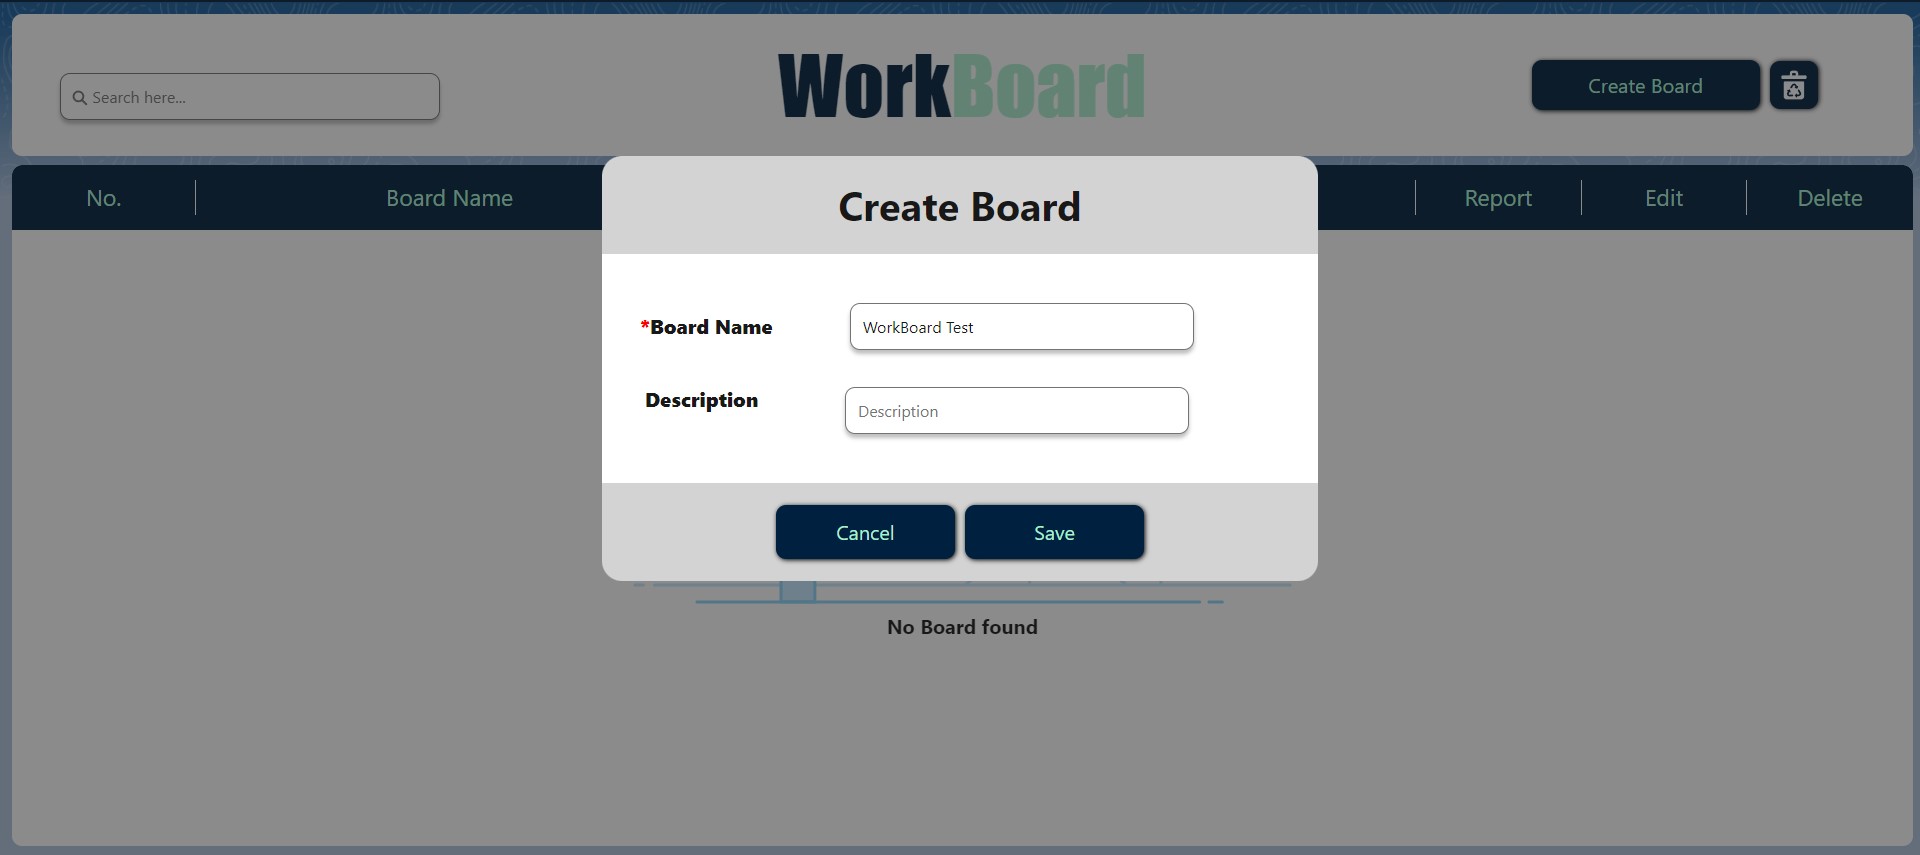 Search here...
WorkBoard
Create Board
No.
Board Name
Report
Edit
Delete
Create Board
*Board Name
WorkBoard Test
Description
Description
Cancel
Save
No Board found